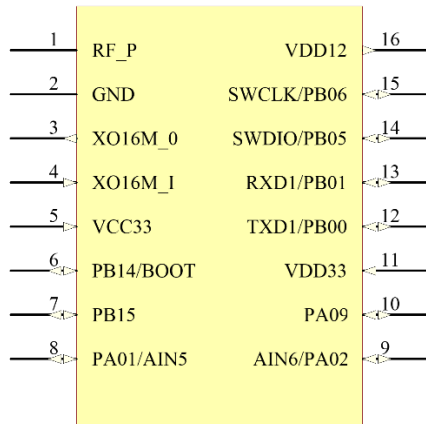 1 RF_P VDD12 16
2 GND SWCLK/PB06 15
3 XO16M_0 SWDIO/PB05 14
4 XO16M_I RXD1/PB01 13
5 VCC33 TXD1/PB00 12
6 PB14/BOOT VDD33 11
7 PB15 PA09 10
8 PA01/AIN5 AIN6/PA02 9